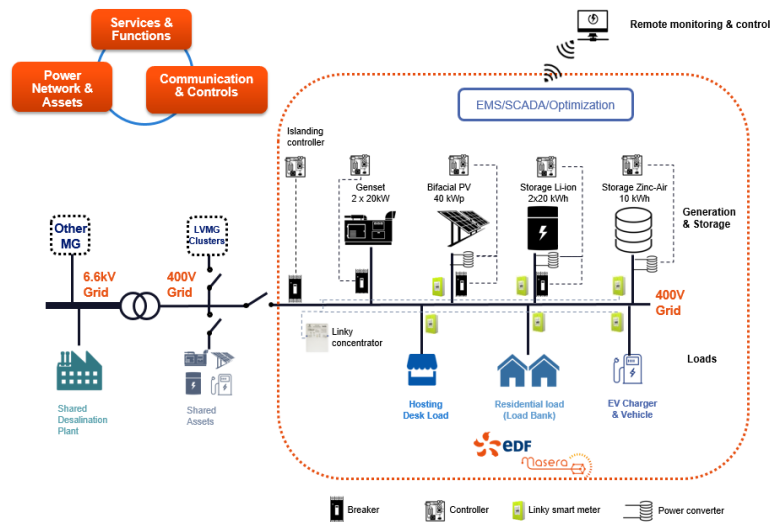 Services &
Functions
Power
Network &
Assets
Communication
& Controls
Remote monitoring & control
EMS/SCADA/Optimization
Islanding
controller
Genset
2 x 20kW
Bifacial PV
40 kWp
Storage Li-ion
2x20 kWh
Storage Zinc-Air
10 kWh
Generation
& Storage
Other
MG
LVMG
Clusters
6.6kV
Grid
400V
Grid
400V
Grid
Linky
concentrator
Loads
Shared
Desalination
Plant
Shared
Assets
Hosting
Desk Load
Residential load
(Load Bank)
EV Charger
& Vehicle
eDF
Masera
Breaker
Controller
Linky smart meter
Power converter